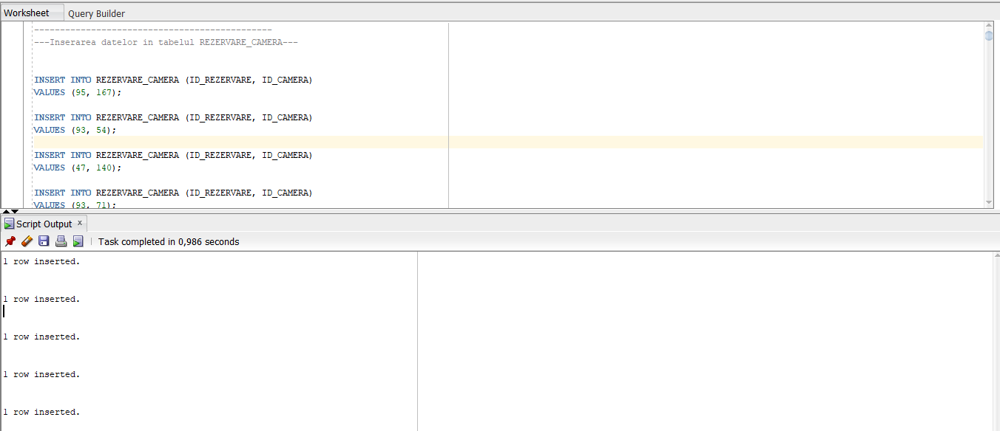 Worksheet Query Builder
----------------------------------------------
---Inserarea datelor in tabelul REZERVARE_CAMERA---
INSERT INTO REZERVARE_CAMERA (ID_REZERVARE, ID_CAMERA)
VALUES (95, 167);
INSERT INTO REZERVARE_CAMERA (ID_REZERVARE, ID_CAMERA)
VALUES (93, 54);
INSERT INTO REZERVARE_CAMERA (ID_REZERVARE, ID_CAMERA)
VALUES (47, 140);
INSERT INTO REZERVARE_CAMERA (ID_REZERVARE, ID_CAMERA)
VALUES (93, 71);
Script Output x
Task completed in 0,986 seconds
1 row inserted.
1 row inserted.
1 row inserted.
1 row inserted.
1 row inserted.